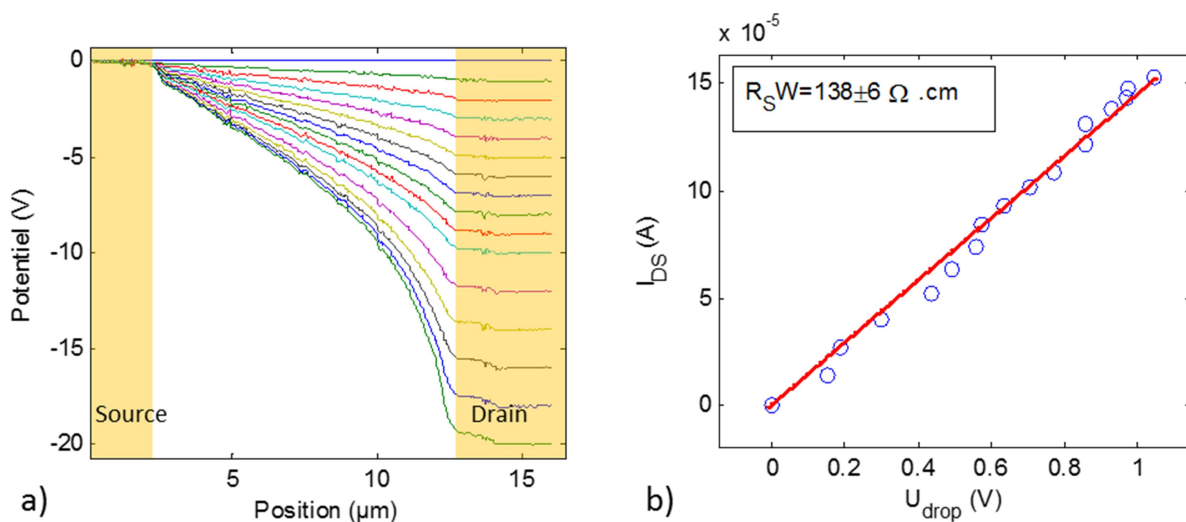 0
-5
-10
-15
-20
Potentiel (V)
Source
Drain
5
10
15
Position (µm)
a)
x 10⁻⁵
15
10
5
0
I_DS (A)
R_SW=138±6 Ω .cm
0
0.2
0.4
0.6
0.8
1
U_drop (V)
b)